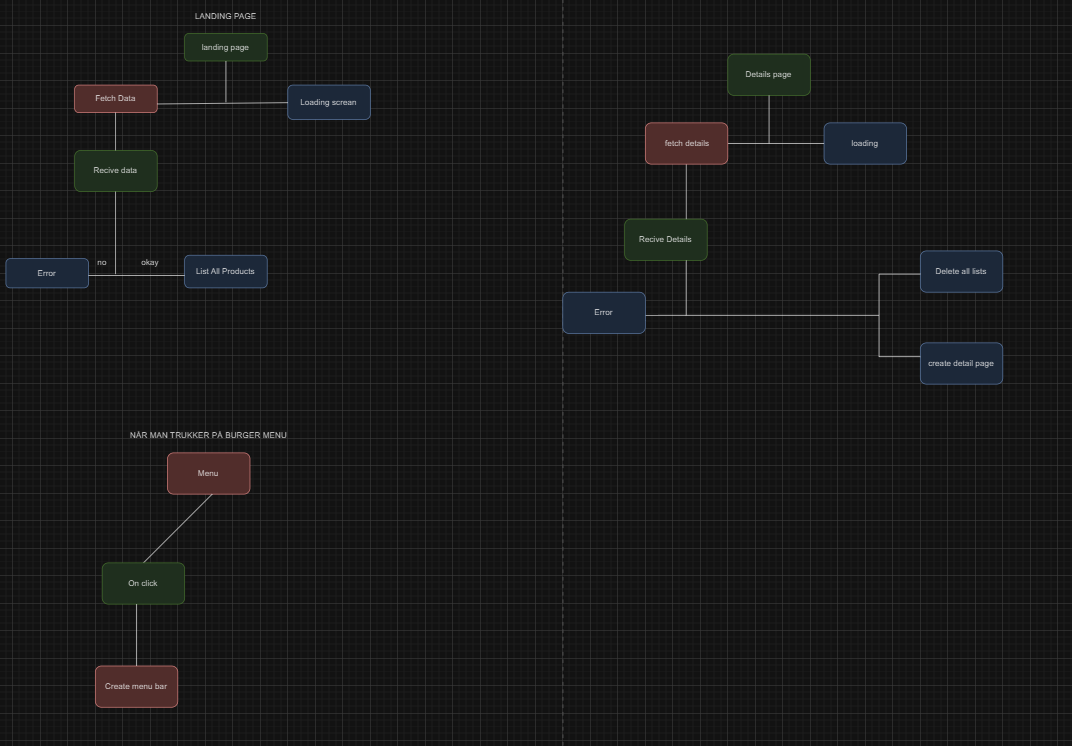 LANDING PAGE
landing page
Fetch Data
Loading screan
Recive data
no
okay
Error
List All Products
Details page
fetch details
loading
Recive Details
Delete all lists
Error
create detail page
NÅR MAN TRUKKER PÅ BURGER MENU
Menu
On click
Create menu bar